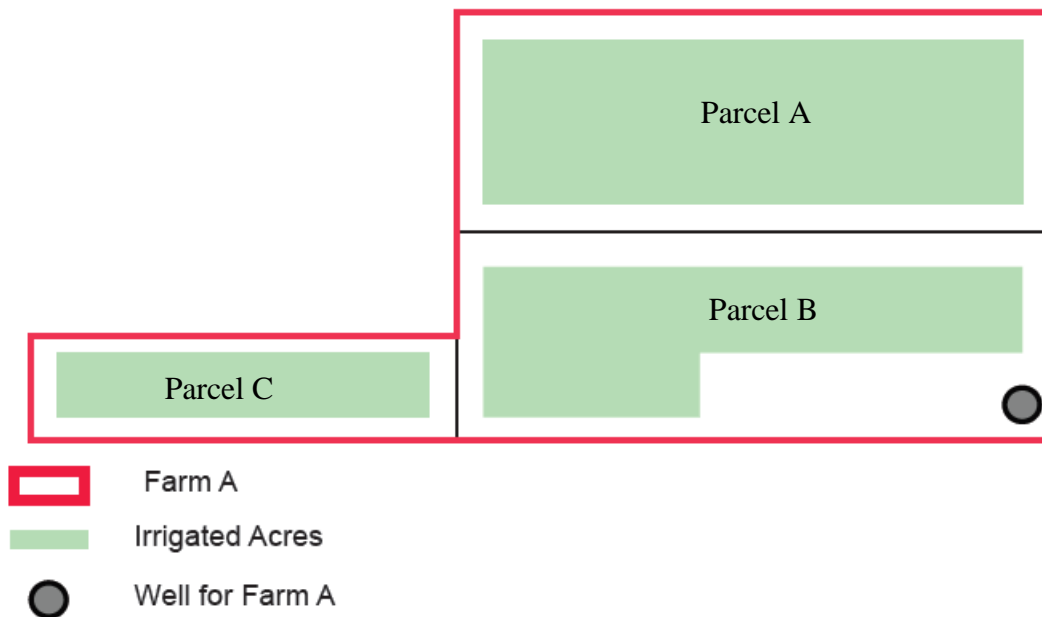 Parcel A
Parcel B
Parcel C
Farm A
Irrigated Acres
Well for Farm A